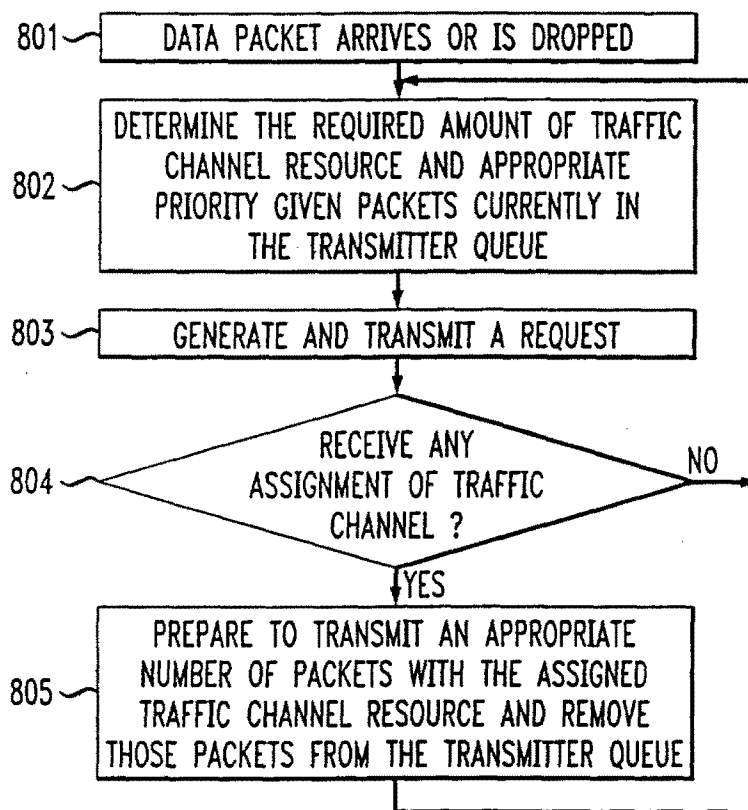 801 DATA PACKET ARRIVES OR IS DROPPED
802 DETERMINE THE REQUIRED AMOUNT OF TRAFFIC
CHANNEL RESOURCE AND APPROPRIATE
PRIORITY GIVEN PACKETS CURRENTLY IN
THE TRANSMITTER QUEUE
803 GENERATE AND TRANSMIT A REQUEST
804 RECEIVE ANY
ASSIGNMENT OF TRAFFIC
CHANNEL ?
NO
YES
805 PREPARE TO TRANSMIT AN APPROPRIATE
NUMBER OF PACKETS WITH THE ASSIGNED
TRAFFIC CHANNEL RESOURCE AND REMOVE
THOSE PACKETS FROM THE TRANSMITTER QUEUE